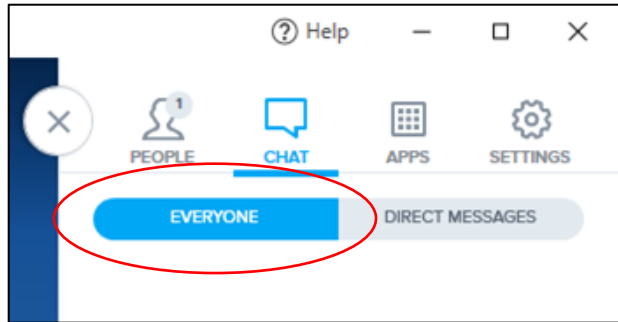 ? Help
1
PEOPLE CHAT APPS SETTINGS
EVERYONE DIRECT MESSAGES